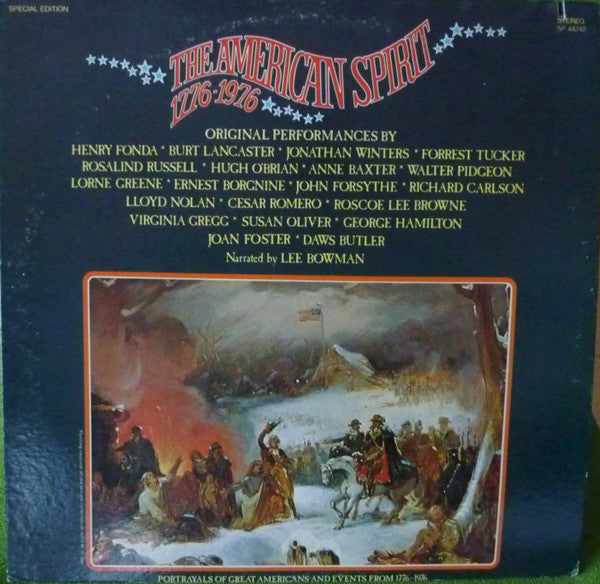 SPECIAL EDITION
STEREO
SP 44242
THE AMERICAN SPIRIT
1776-1976
ORIGINAL PERFORMANCES BY
HENRY FONDA * BURT LANCASTER * JONATHAN WINTERS * FORREST TUCKER
ROSALIND RUSSELL * HUGH O'BRIAN * ANNE BAXTER * WALTER PIDGEON
LORNE GREENE * ERNEST BORGNINE * JOHN FORSYTHE * RICHARD CARLSON
LLOYD NOLAN * CESAR ROMERO * ROSCOE LEE BROWNE
VIRGINIA GREGG * SUSAN OLIVER * GEORGE HAMILTON
JOAN FOSTER * DAWS BUTLER
Narrated by LEE BOWMAN
PORTRAYALS OF GREAT AMERICANS AND EVENTS FROM 1776-1976